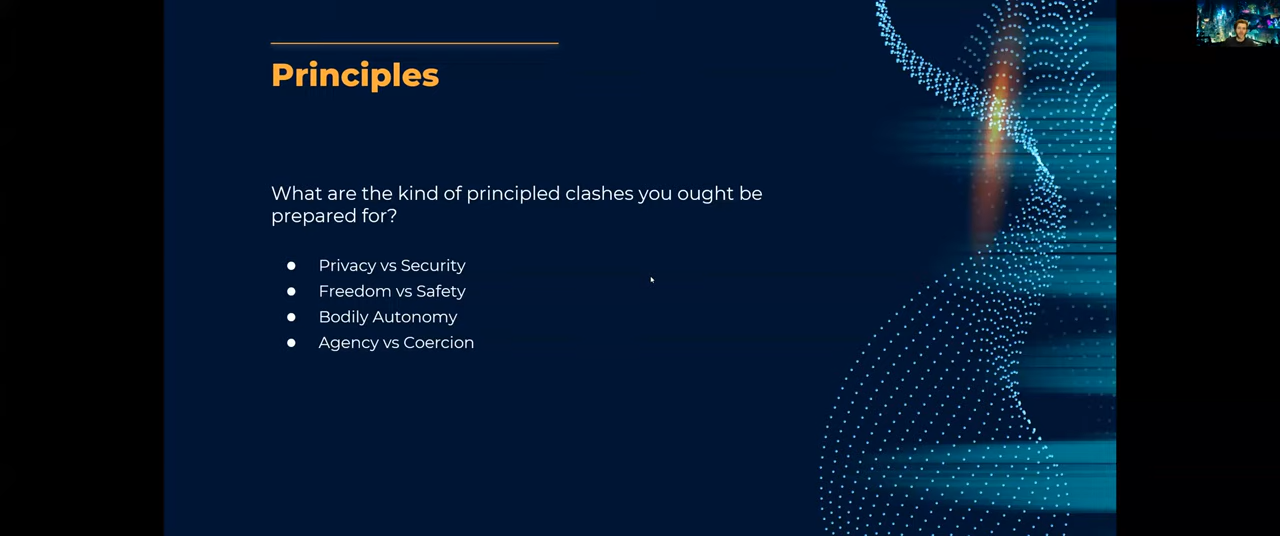 Principles
What are the kind of principled clashes you ought be
prepared for?
● Privacy vs Security
● Freedom vs Safety
● Bodily Autonomy
● Agency vs Coercion